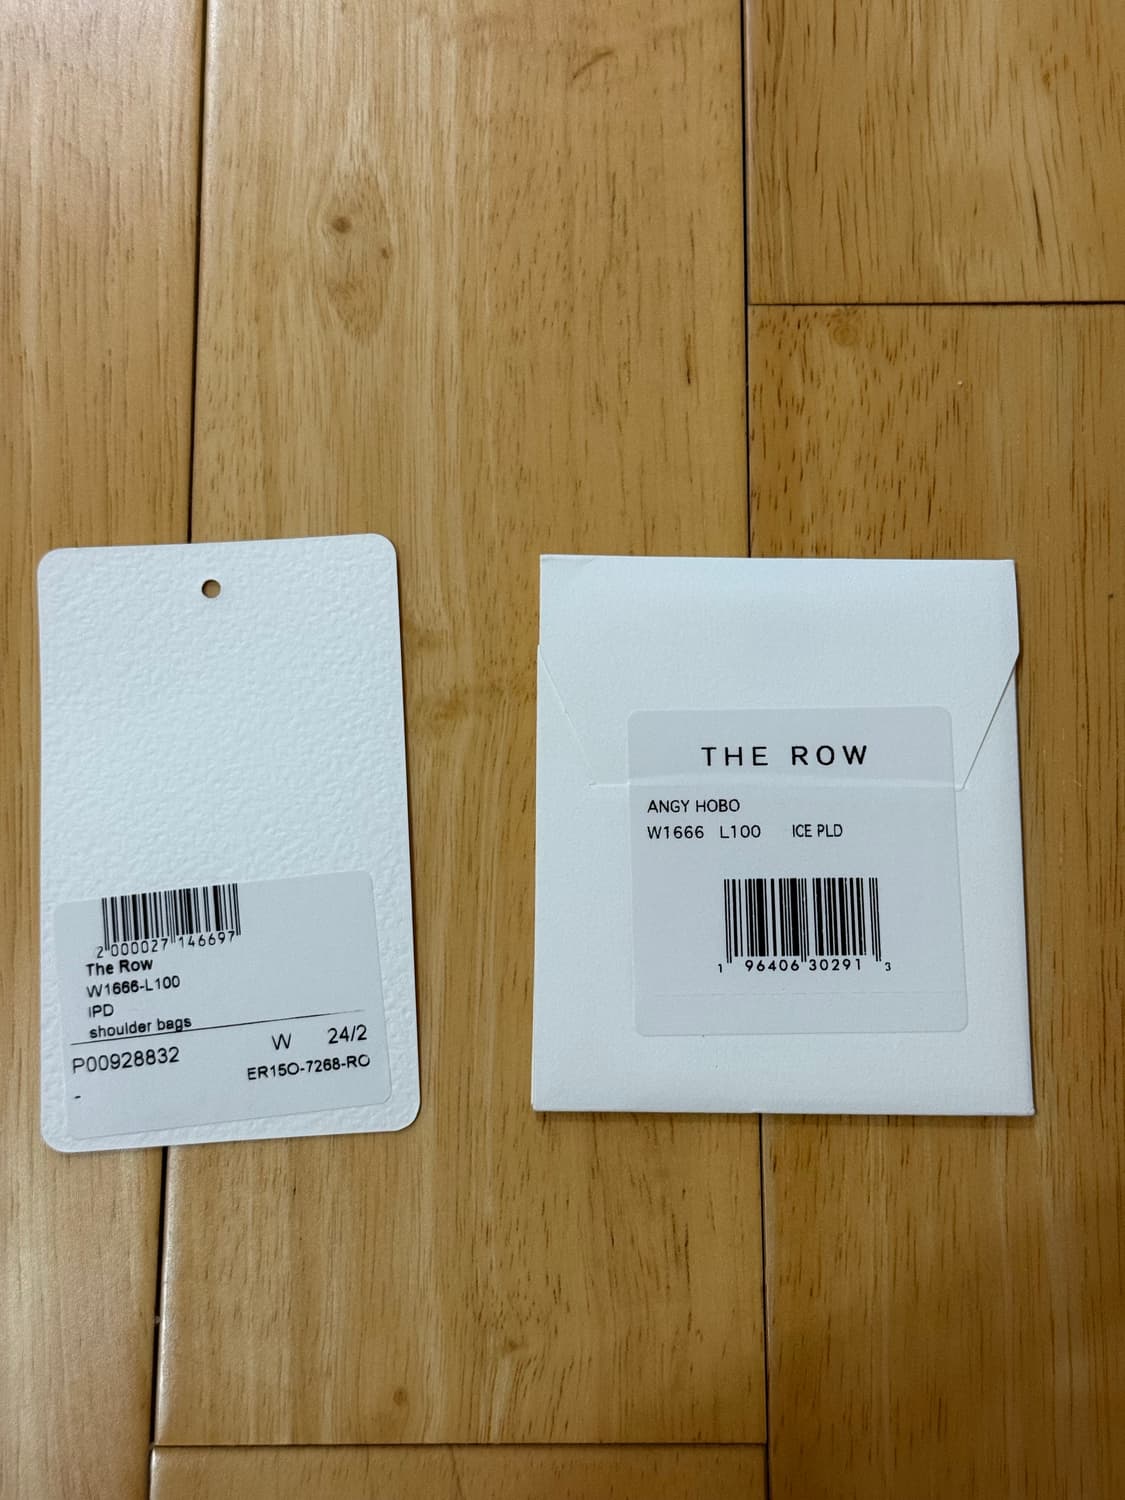 2 000027 146697
The Row
W1666-L100
IPD
shoulder bags
W 24/2
P00928832
ER15O-7268-RO
-
THE ROW
ANGY HOBO
W1666 L100 ICE PLD
1 96406 30291 3